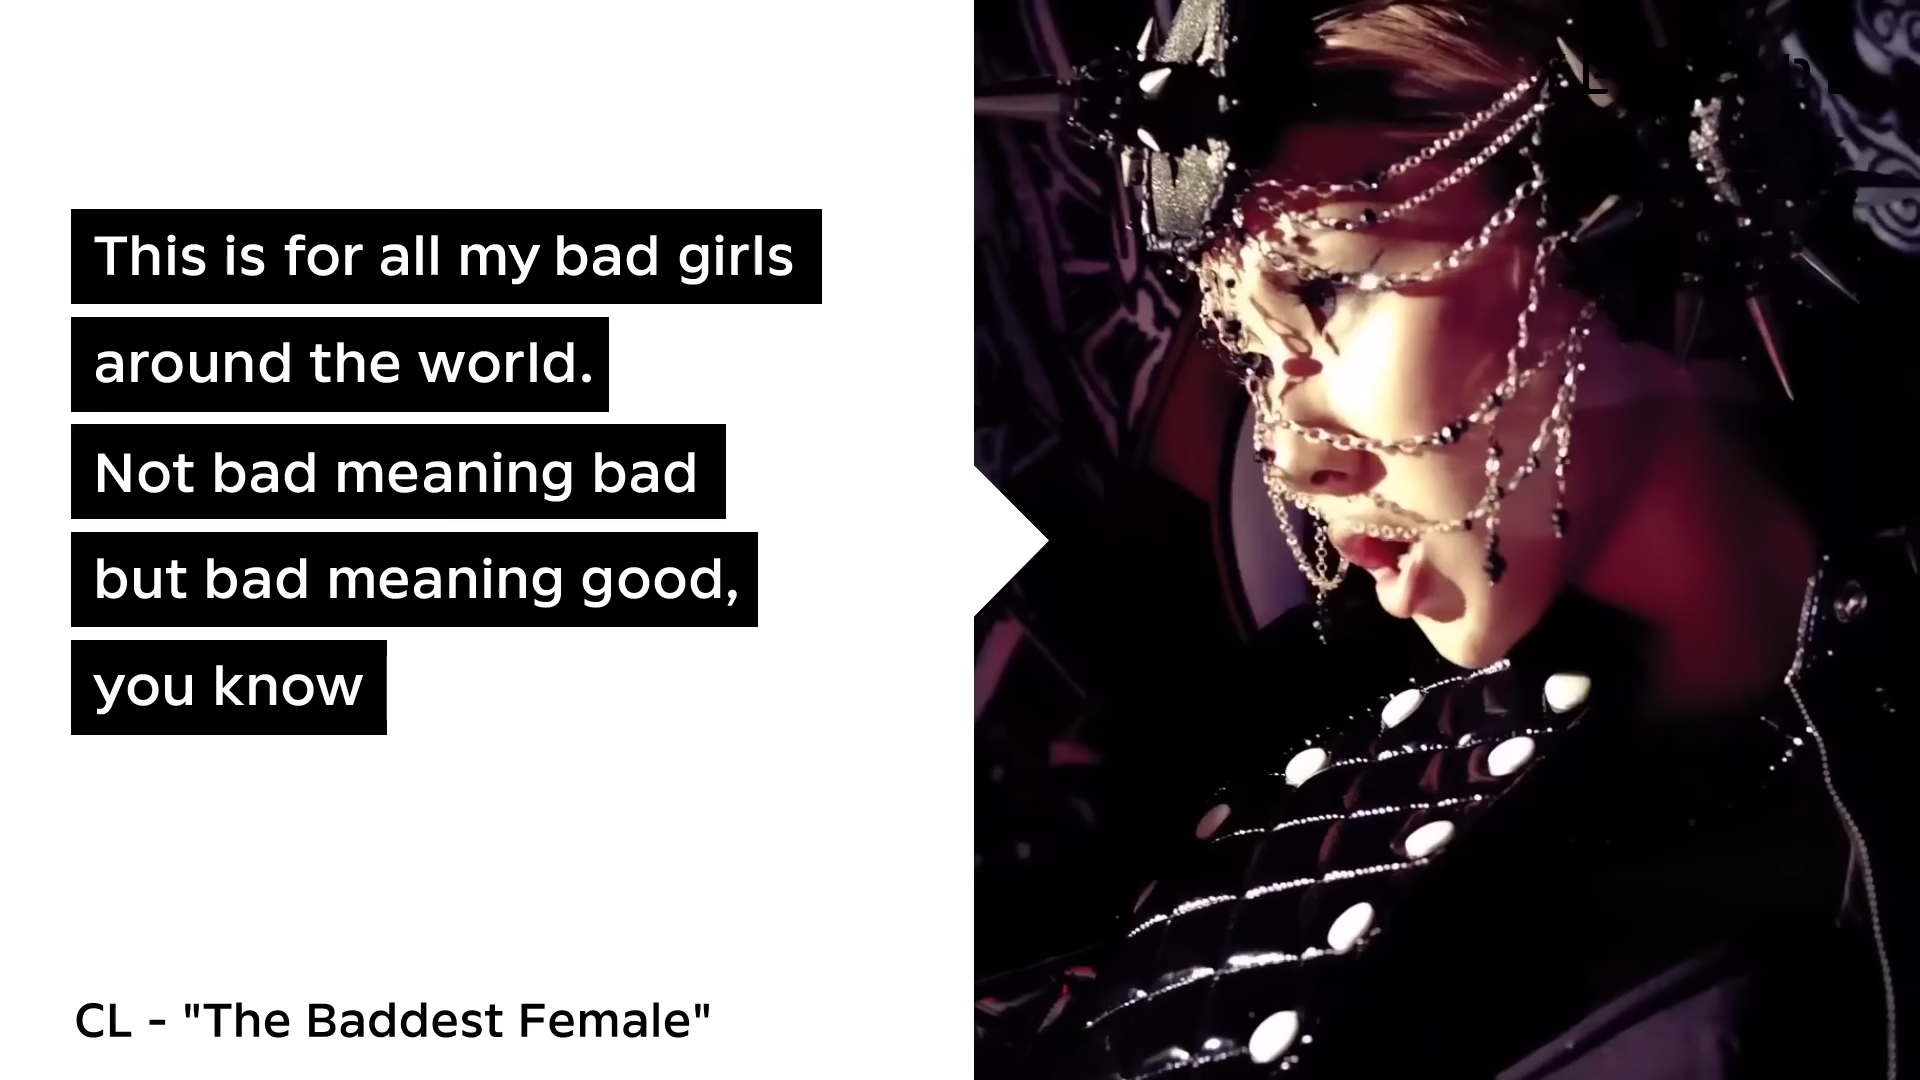 This is for all my bad girls
around the world.
Not bad meaning bad
but bad meaning good,
you know
CL - "The Baddest Female"